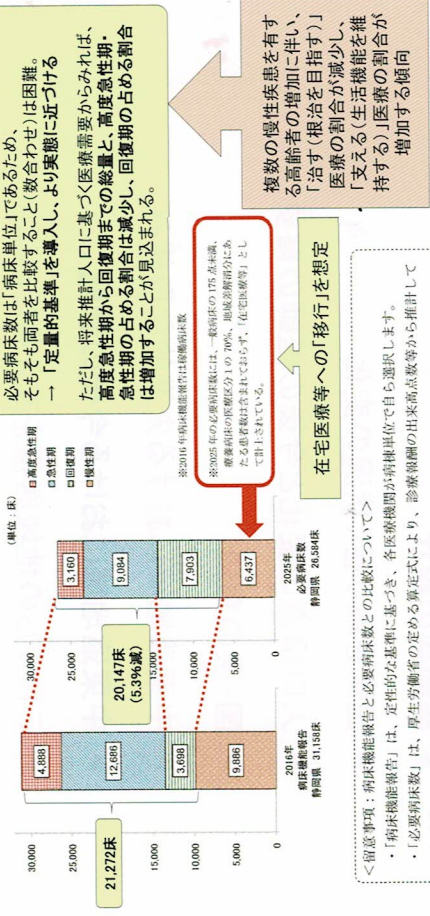 必要病床数は「病床単位」であるため、
そもそも両者を比較すること(数合わせ)は困難。
→ 「定量的基準」を導入し、より実態に近づける
ただし、将来推計人口に基づく医療需要からみれば、
高度急性期から回復期までの総量と、高度急性期・
急性期の占める割合は減少し、回復期の占める割合
は増加することが見込まれる。
複数の慢性疾患を有す
る高齢者の増加に伴い、
「治す(根治を目指す)」
医療の割合が減少し、
「支える(生活機能を維
持する)」医療の割合が
増加する傾向
(単位:床)
高度急性期
急性期
回復期
慢性期
※2016年病床機能報告は稼働病床数
※2025年の必要病床数には、一般病床の175点未満、
療養病床の医療区分1の70%、地域差解消分にあ
たる患者数は含まれておらず、「在宅医療等」とし
て計上されている。
在宅医療等への「移行」を想定
30,000
25,000
20,000
15,000
10,000
5,000
0
4,888
12,686
3,698
9,886
21,272床
2016年
病床機能報告
静岡県 31,158床
30,000
25,000
15,000
10,000
5,000
0
3,160
9,084
7,903
6,437
20,147床
(5.3%減)
2025年
必要病床数
静岡県 26,584床
<留意事項:病床機能報告と必要病床数との比較について>
・「病床機能報告」は、定性的な基準に基づき、各医療機関が病棟単位で自ら選択します。
・「必要病床数」は、厚生労働省の定める算定式により、診療報酬の出来高点数等から推計して